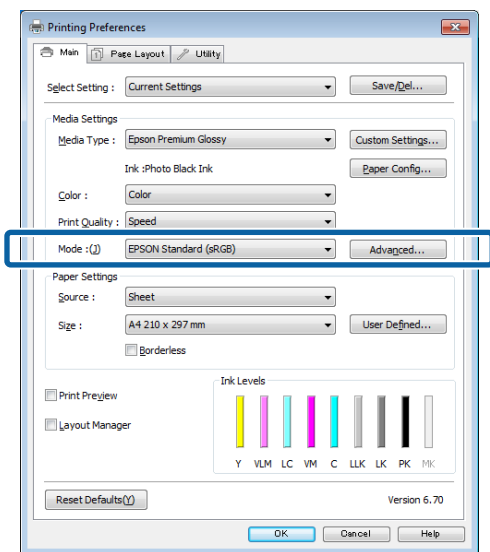 Printing Preferences
Main Page Layout Utility
Select Setting : Current Settings Save/Del...
Media Settings
Media Type : Epson Premium Glossy Custom Settings...
Ink :Photo Black Ink Paper Config...
Color : Color
Print Quality : Speed
Mode :(J) EPSON Standard (sRGB) Advanced...
Paper Settings
Source : Sheet
Size : A4 210 x 297 mm User Defined...
Borderless
Ink Levels
Print Preview
Layout Manager
Y VLM LC VM C LLK LK PK MK
Reset Defaults(Y) Version 6.70
OK Cancel Help